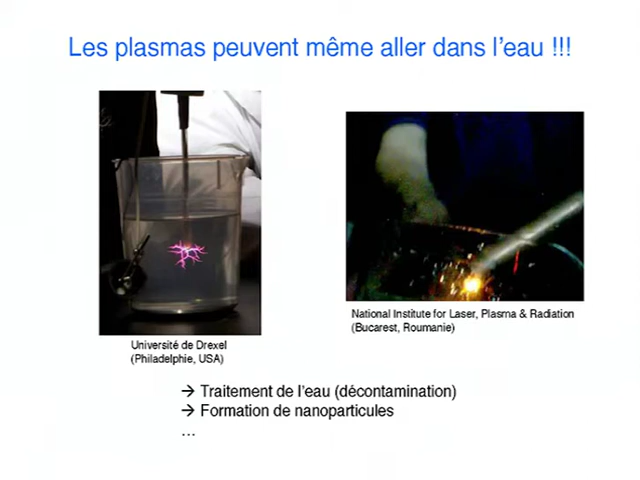 Les plasmas peuvent même aller dans l'eau !!!
Université de Drexel
(Philadelphie, USA)
National Institute for Laser, Plasma & Radiation
(Bucarest, Roumanie)
→ Traitement de l'eau (décontamination)
→ Formation de nanoparticules
...